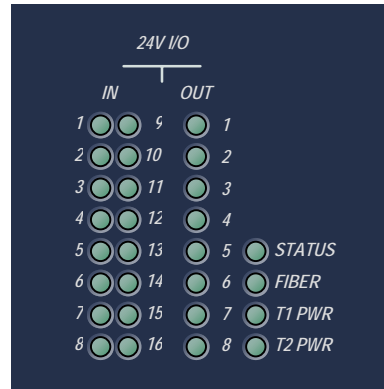 24V I/O
IN OUT
1 9 1
2 10 2
3 11 3
4 12 4
5 13 5 STATUS
6 14 6 FIBER
7 15 7 T1 PWR
8 16 8 T2 PWR